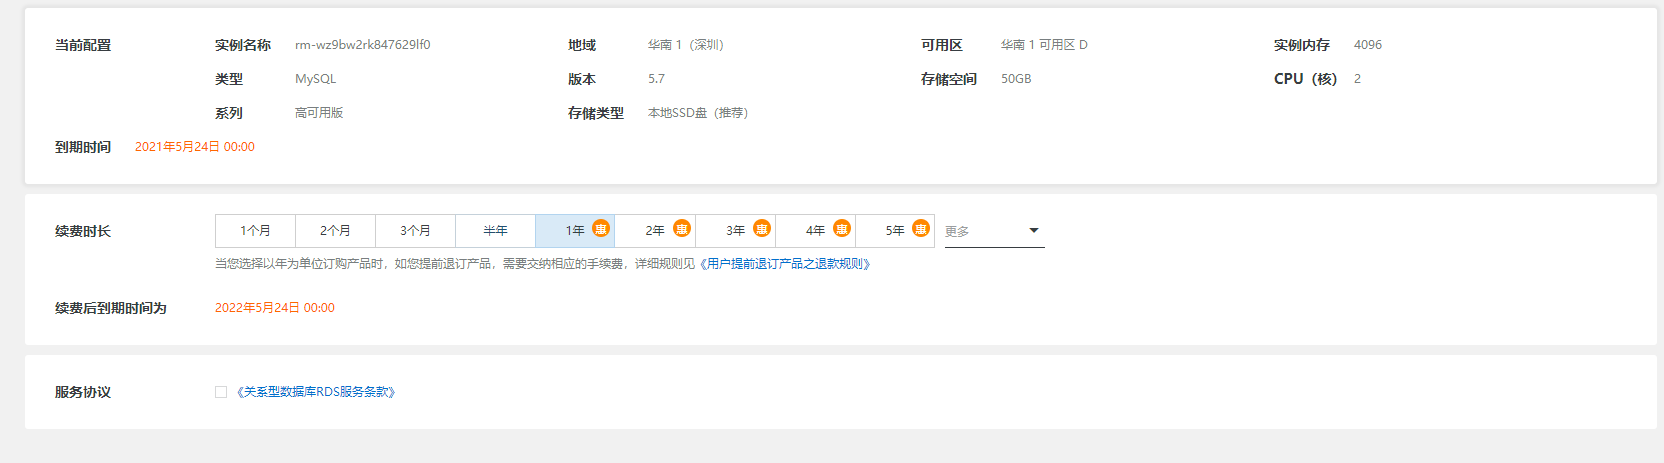 当前配置 实例名称 rm-wz9bw2rk847629lf0 地域 华南 1（深圳） 可用区 华南 1 可用区 D 实例内存 4096
类型 MySQL 版本 5.7 存储空间 50GB CPU（核） 2
系列 高可用版 存储类型 本地SSD盘（推荐）
到期时间 2021年5月24日 00:00
续费时长 1个月 2个月 3个月 半年 1年 惠 2年 惠 3年 惠 4年 惠 5年 惠 更多
当您选择以年为单位订购产品时，如您提前退订产品，需要交纳相应的手续费，详细规则见《用户提前退订产品之退款规则》
续费后到期时间为 2022年5月24日 00:00
服务协议 《关系型数据库RDS服务条款》